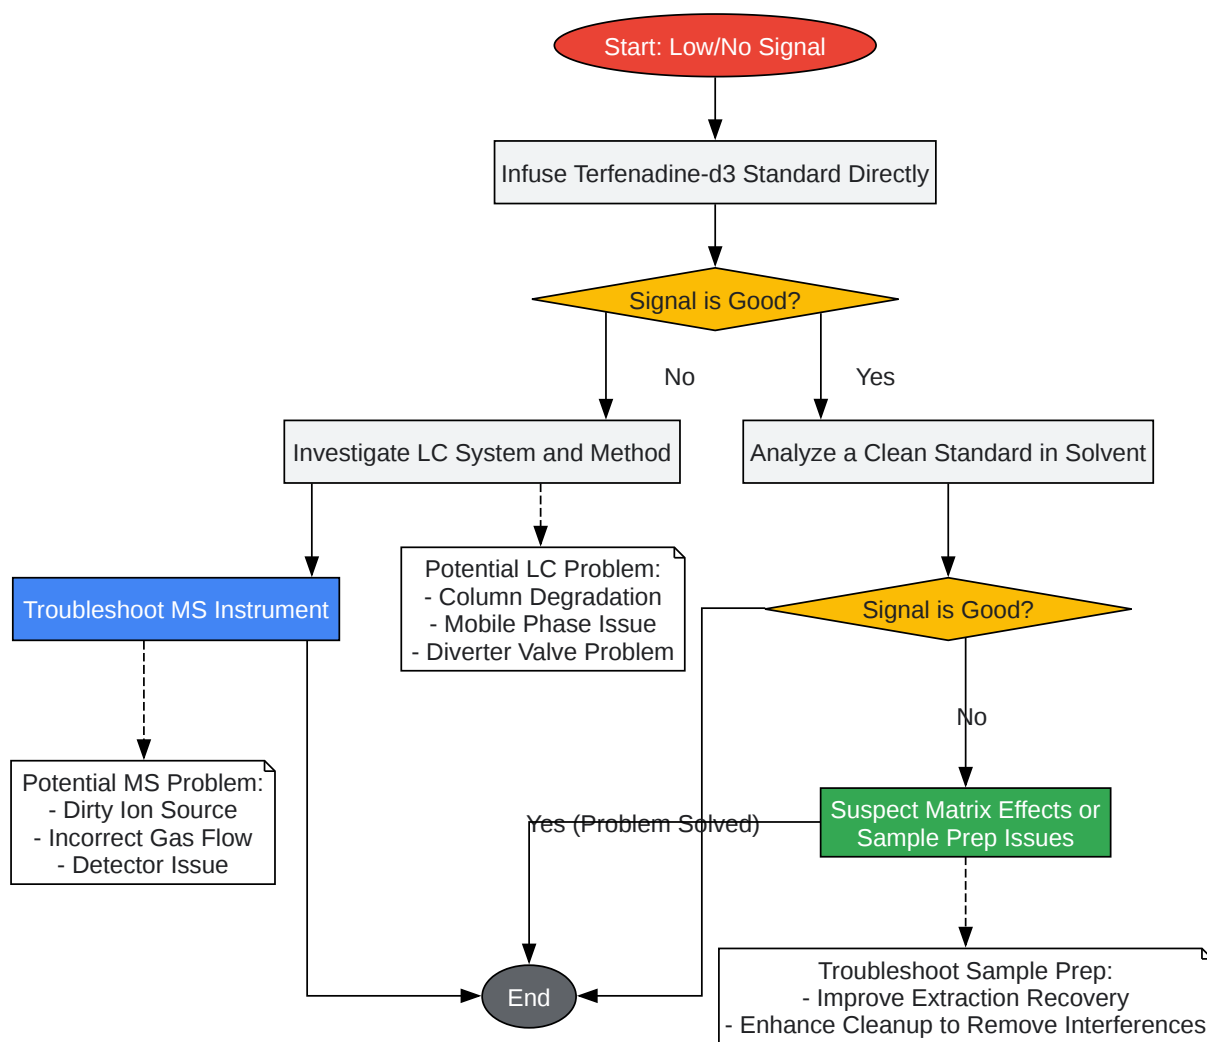 Start: Low/No Signal
Infuse Terfenadine-d3 Standard Directly
Signal is Good?
No
Yes
Investigate LC System and Method
Analyze a Clean Standard in Solvent
Potential LC Problem:
- Column Degradation
- Mobile Phase Issue
- Diverter Valve Problem
Troubleshoot MS Instrument
Signal is Good?
No
Potential MS Problem:
- Dirty Ion Source
- Incorrect Gas Flow
- Detector Issue
Yes (Problem Solved)
Suspect Matrix Effects or
Sample Prep Issues
End
Troubleshoot Sample Prep:
- Improve Extraction Recovery
- Enhance Cleanup to Remove Interferences